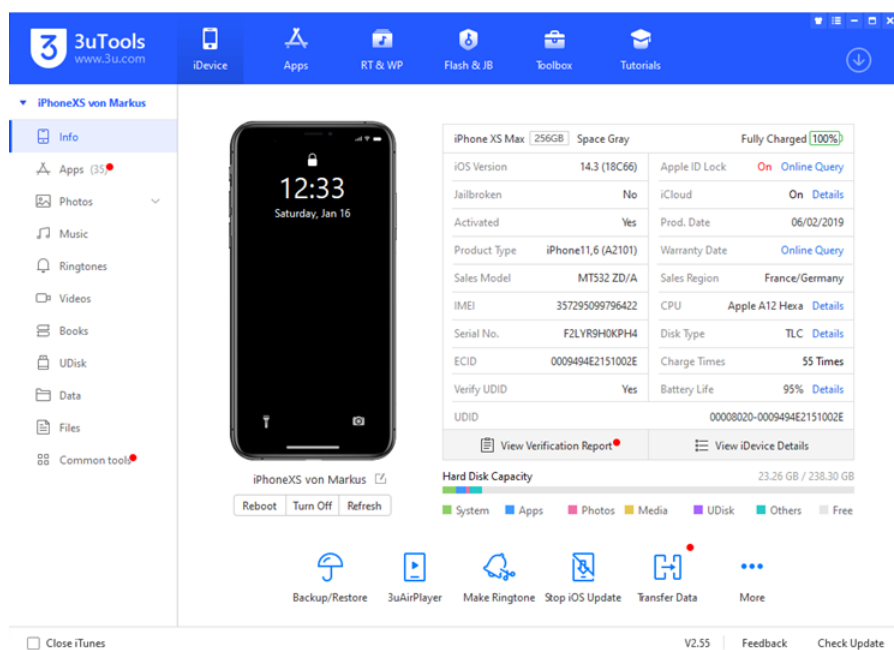 3uTools
www.3u.com
iDevice
Apps
RT & WP
Flash & JB
Toolbox
Tutorials
iPhoneXS von Markus
Info
Apps (35)
Photos
Music
Ringtones
Videos
Books
UDisk
Data
Files
Common tools
12:33
Saturday, Jan 16
iPhoneXS von Markus
Reboot Turn Off Refresh
iPhone XS Max 256GB Space Gray Fully Charged 100%
iOS Version 14.3 (18C66) Apple ID Lock On Online Query
Jailbroken No iCloud On Details
Activated Yes Prod. Date 06/02/2019
Product Type iPhone11,6 (A2101) Warranty Date Online Query
Sales Model MT532 ZD/A Sales Region France/Germany
IMEI 357295099796422 CPU Apple A12 Hexa Details
Serial No. F2LYR9H0KPH4 Disk Type TLC Details
ECID 0009494E2151002E Charge Times 55 Times
Verify UDID Yes Battery Life 95% Details
UDID 00008020-0009494E2151002E
View Verification Report View iDevice Details
Hard Disk Capacity 23.26 GB / 238.30 GB
System Apps Photos Media UDisk Others Free
Backup/Restore 3uAirPlayer Make Ringtone Stop iOS Update Transfer Data More
Close iTunes V2.55 Feedback Check Update